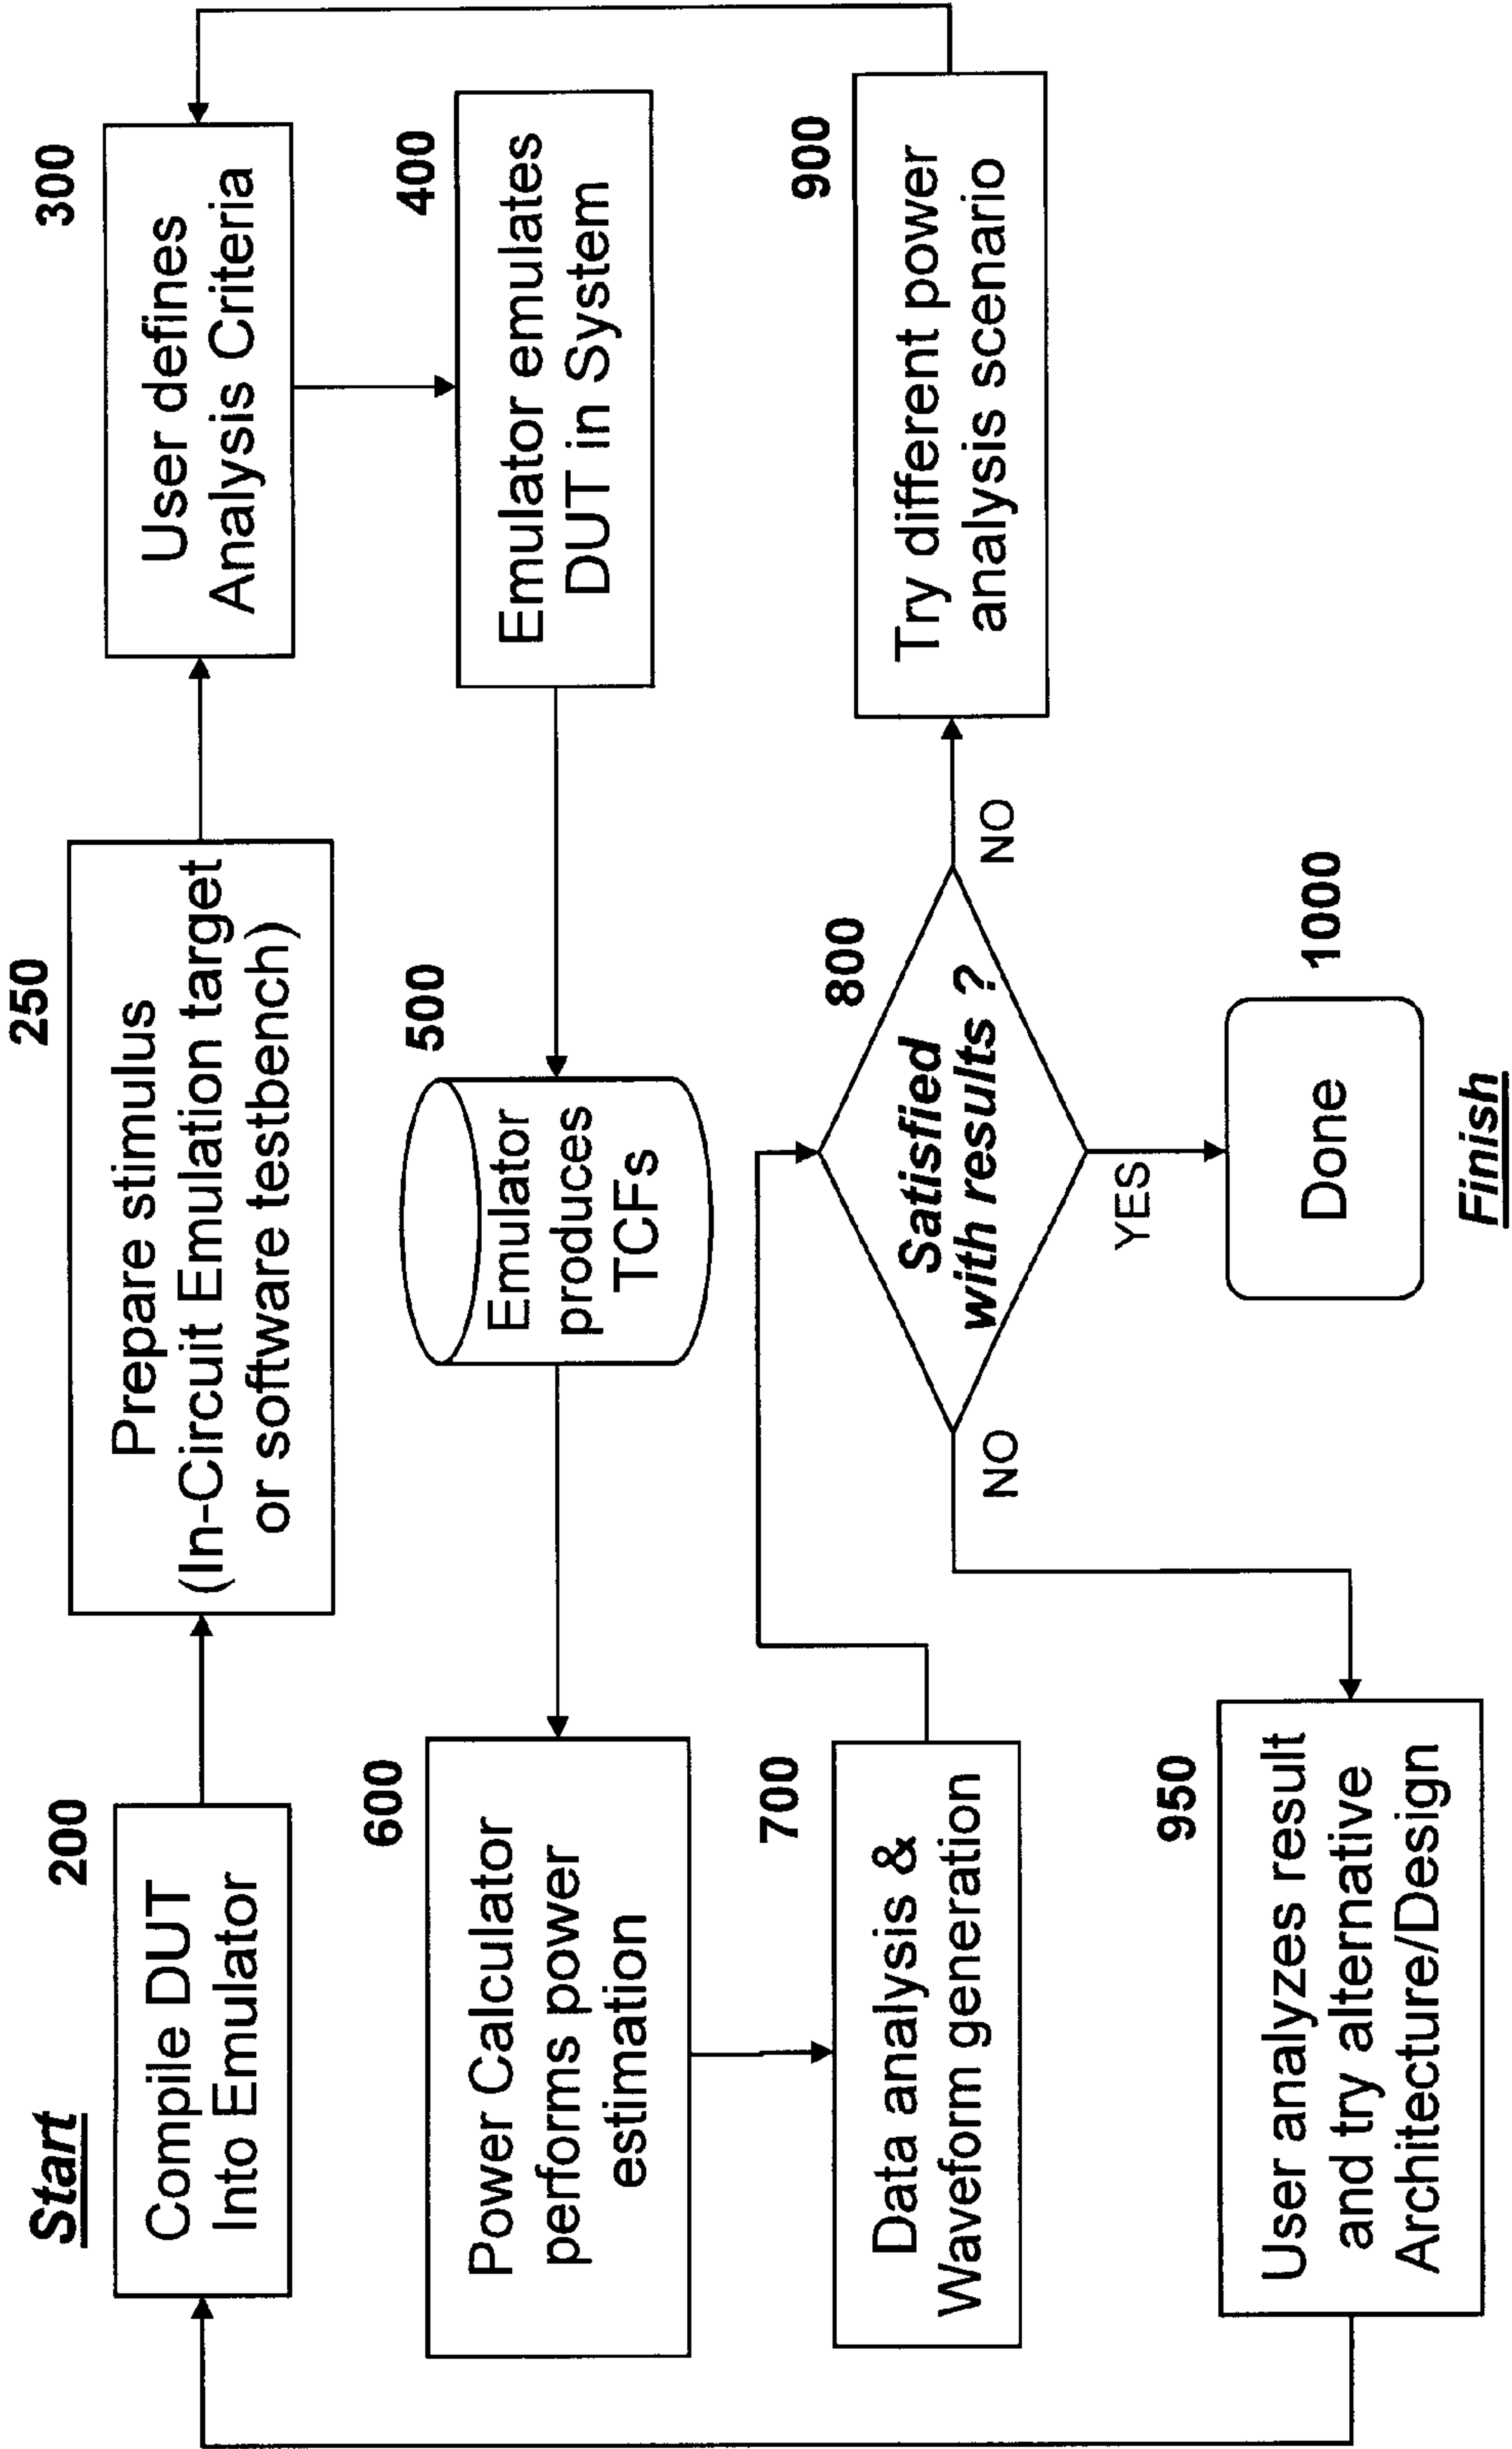 Start
200
Compile DUT
Into Emulator
250
Prepare stimulus
(In-Circuit Emulation target
or software testbench)
300
User defines
Analysis Criteria
400
Emulator emulates
DUT in System
500
Emulator
produces
TCFs
600
Power Calculator
performs power
estimation
700
Data analysis &
Waveform generation
800
Satisfied
with results ?
NO
NO
YES
900
Try different power
analysis scenario
950
User analyzes result
and try alternative
Architecture/Design
1000
Done
Finish